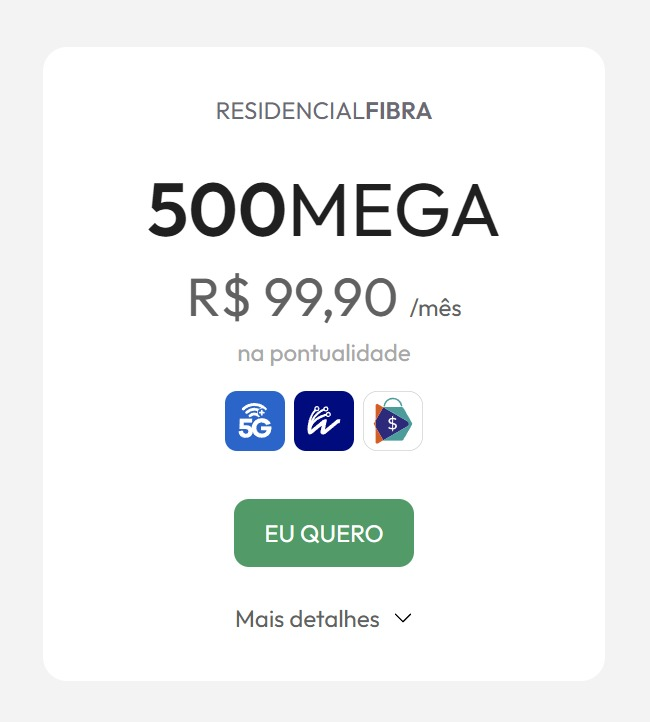 RESIDENCIALFIBRA
500MEGA
R$ 99,90 /mês
na pontualidade
5G $
EU QUERO
Mais detalhes